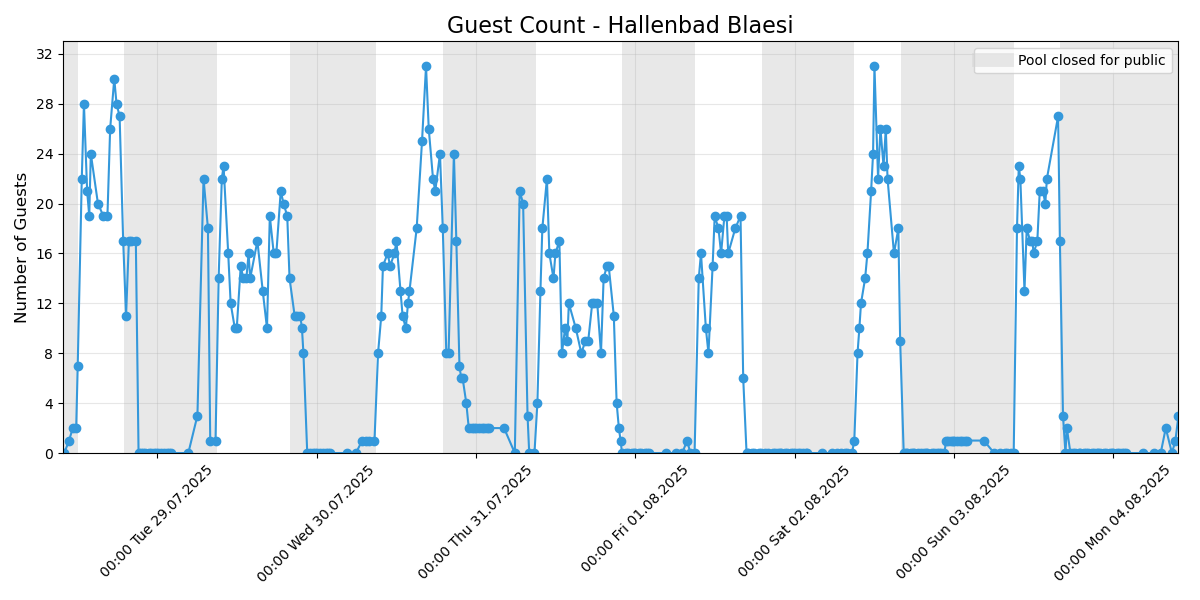 Guest Count - Hallenbad Blaesi
Pool closed for public
Number of Guests
32
28
24
20
16
12
8
4
0
00:00 Tue 29.07.2025
00:00 Wed 30.07.2025
00:00 Thu 31.07.2025
00:00 Fri 01.08.2025
00:00 Sat 02.08.2025
00:00 Sun 03.08.2025
00:00 Mon 04.08.2025